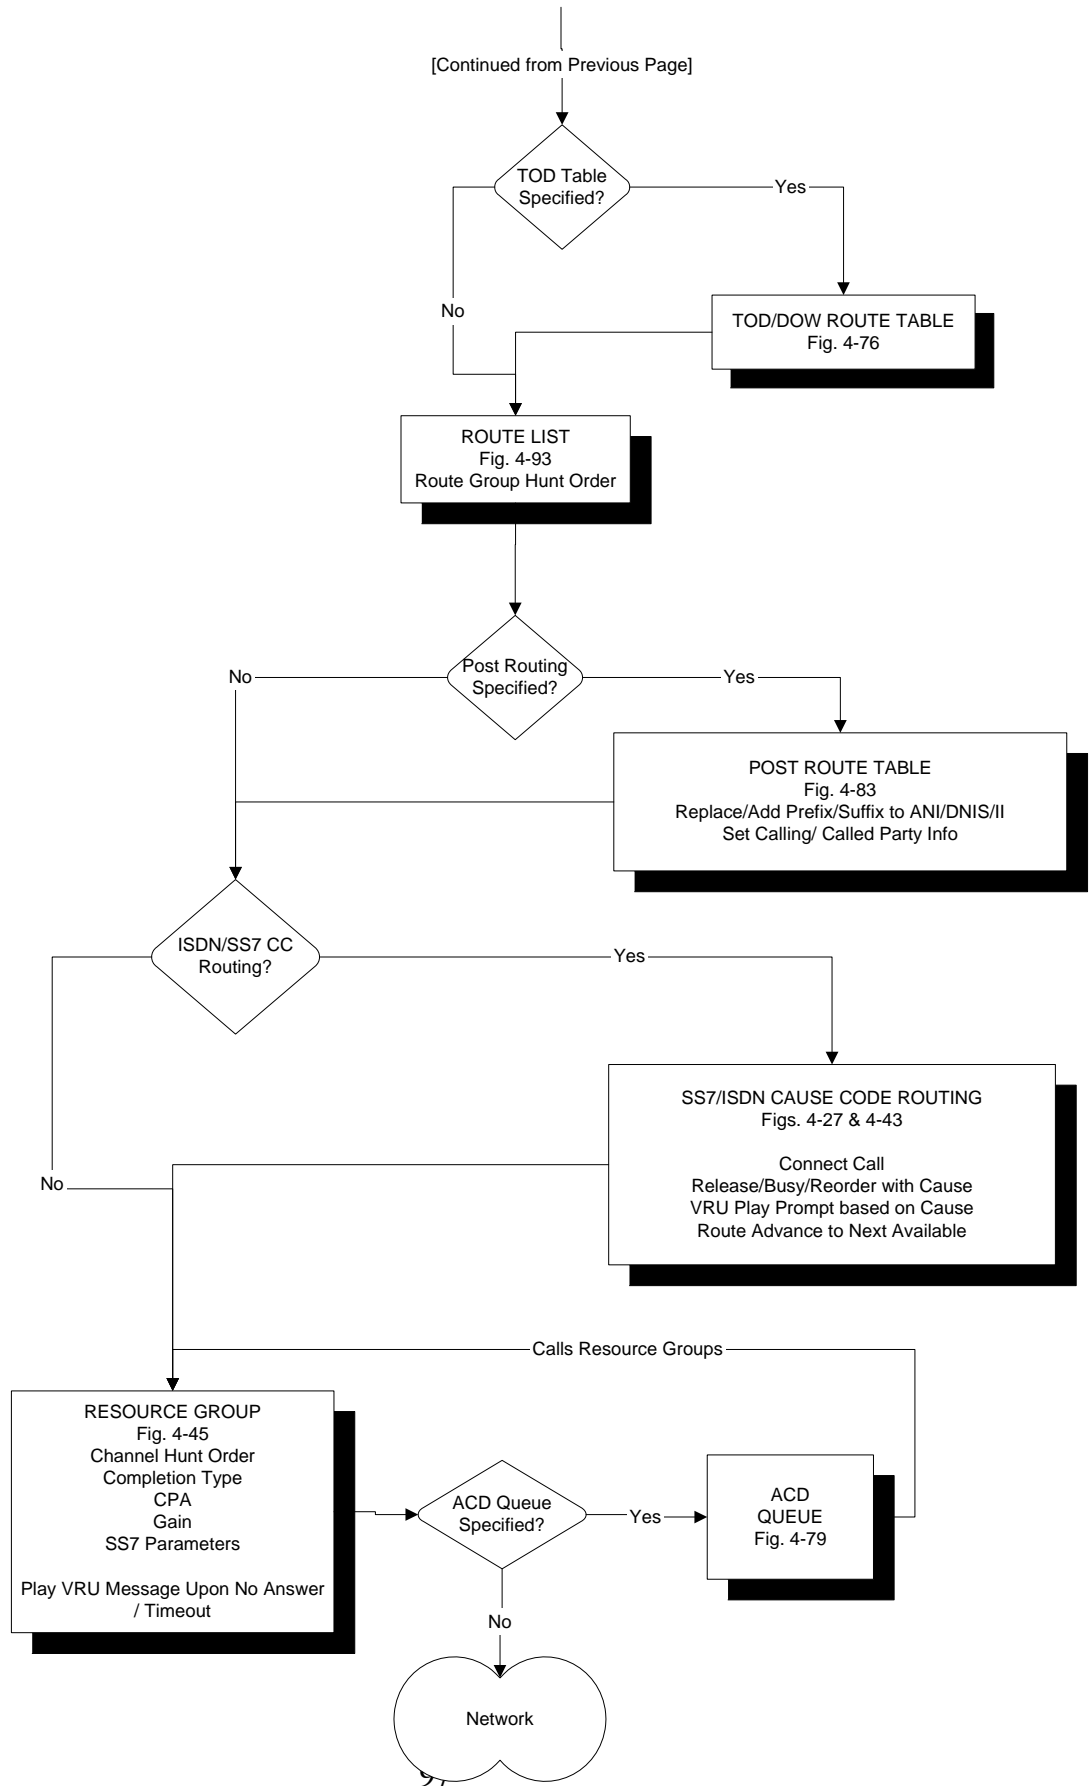 [Continued from Previous Page]
TOD Table
Specified?
Yes
No
TOD/DOW ROUTE TABLE
Fig. 4-76
ROUTE LIST
Fig. 4-93
Route Group Hunt Order
Post Routing
Specified?
No
Yes
POST ROUTE TABLE
Fig. 4-83
Replace/Add Prefix/Suffix to ANI/DNIS/II
Set Calling/ Called Party Info
ISDN/SS7 CC
Routing?
Yes
No
SS7/ISDN CAUSE CODE ROUTING
Figs. 4-27 & 4-43
Connect Call
Release/Busy/Reorder with Cause
VRU Play Prompt based on Cause
Route Advance to Next Available
Calls Resource Groups
RESOURCE GROUP
Fig. 4-45
Channel Hunt Order
Completion Type
CPA
Gain
SS7 Parameters
Play VRU Message Upon No Answer
/ Timeout
ACD Queue
Specified?
Yes
ACD
QUEUE
Fig. 4-79
No
Network